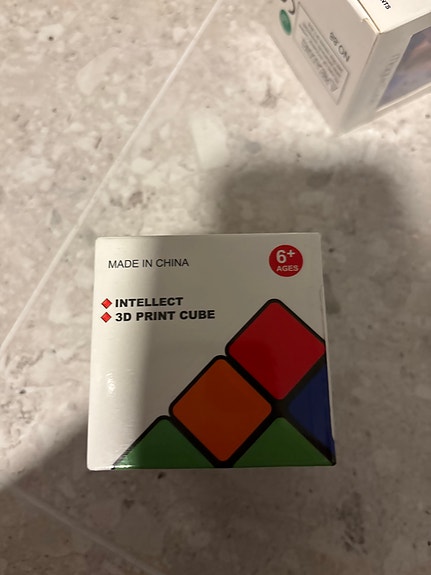 MADE IN CHINA
6+
AGES
INTELLECT
3D PRINT CUBE